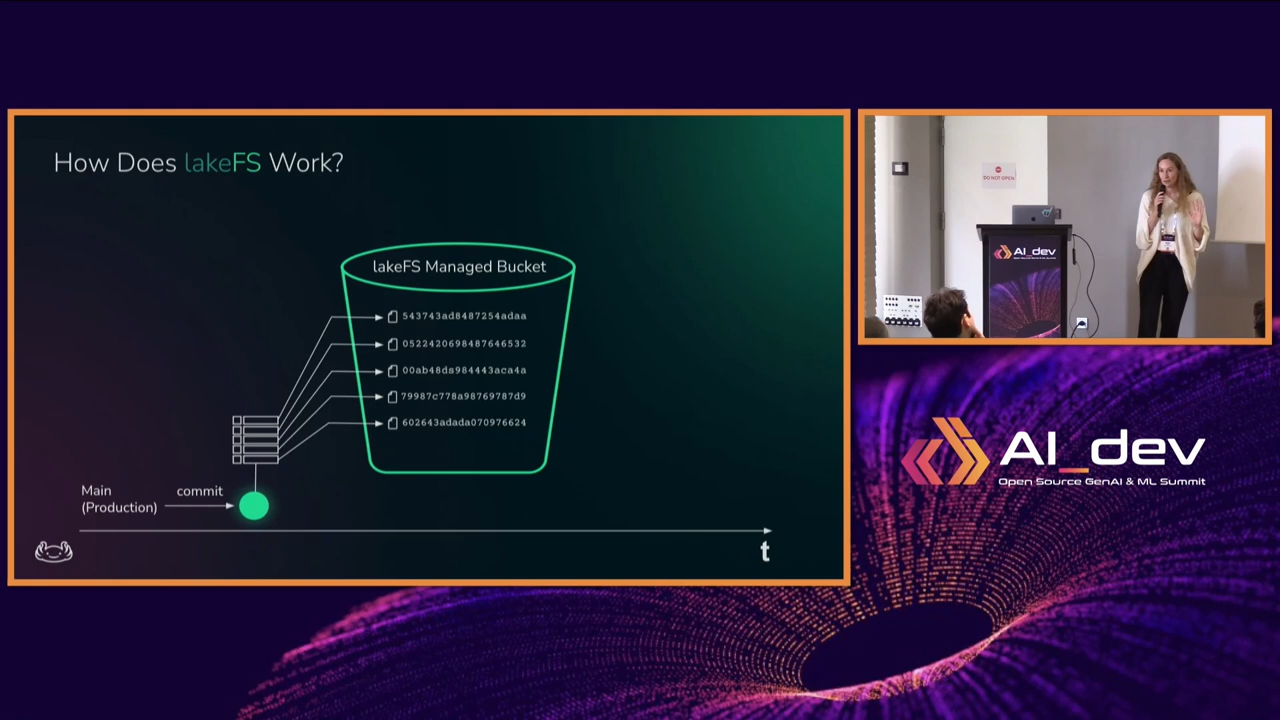 How Does lakeFS Work?
lakeFS Managed Bucket
543743ad8487254adaa
0522420698487646532
00ab48ds984443aca4a
79987c778a98769787d9
602643adada070976624
Main
(Production)
commit
t
DO NOT OPEN
AI_dev
AI_dev
Open Source GenAI & ML Summit